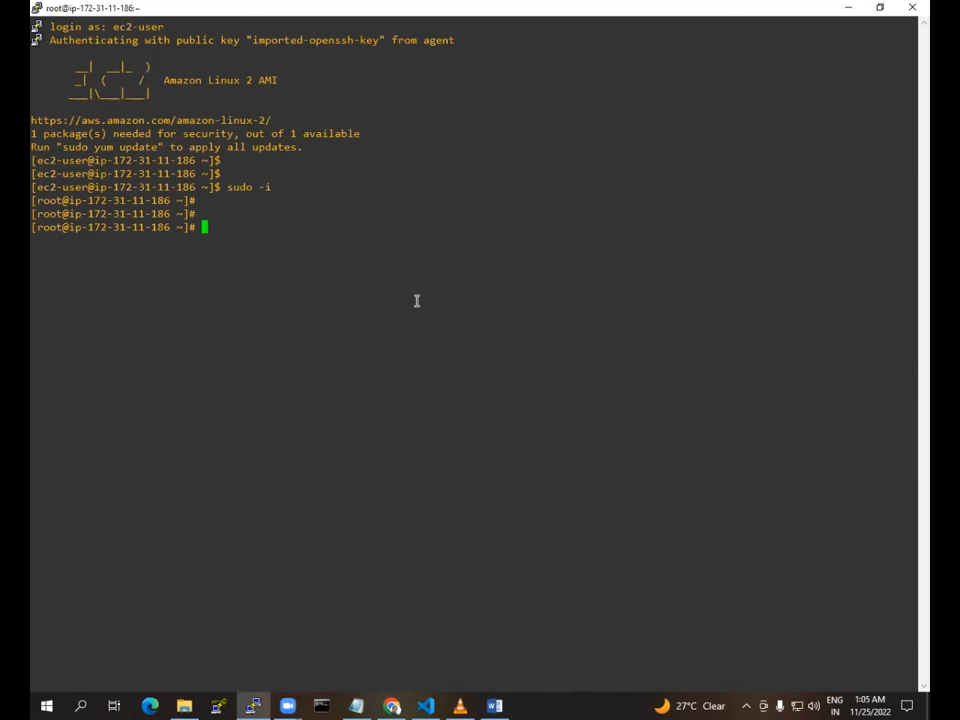 root@ip-172-31-11-186:~
login as: ec2-user
Authenticating with public key "imported-openssh-key" from agent
__|  __|_  )
_|  (     /   Amazon Linux 2 AMI
___|\___|___|
https://aws.amazon.com/amazon-linux-2/
1 package(s) needed for security, out of 1 available
Run "sudo yum update" to apply all updates.
[ec2-user@ip-172-31-11-186 ~]$
[ec2-user@ip-172-31-11-186 ~]$
[ec2-user@ip-172-31-11-186 ~]$ sudo -i
[root@ip-172-31-11-186 ~]#
[root@ip-172-31-11-186 ~]#
[root@ip-172-31-11-186 ~]#
27°C Clear
ENG
IN
1:05 AM
11/25/2022